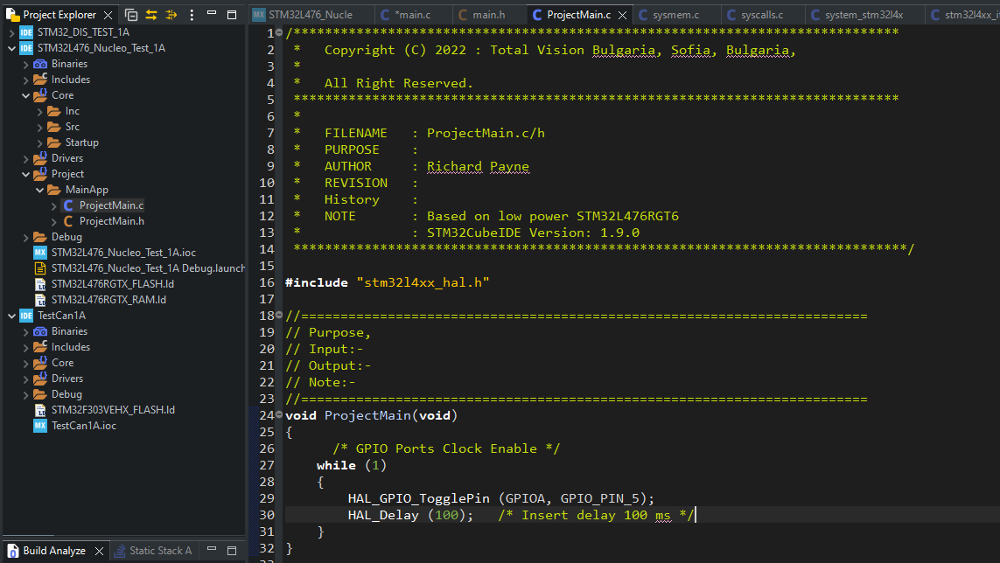 Project Explorer
STM32_DIS_TEST_1A
STM32L476_Nucleo_Test_1A
Binaries
Includes
Core
Inc
Src
Startup
Drivers
Project
MainApp
ProjectMain.c
ProjectMain.h
Debug
STM32L476_Nucleo_Test_1A.ioc
STM32L476_Nucleo_Test_1A Debug.launch
STM32L476RGTX_FLASH.ld
STM32L476RGTX_RAM.ld
TestCan1A
Binaries
Includes
Core
Drivers
Debug
STM32F303VEHX_FLASH.ld
TestCan1A.ioc
Build Analyze
Static Stack A
STM32L476_Nucle
*main.c
main.h
ProjectMain.c
sysmem.c
syscalls.c
system_stm32l4x
stm32l4xx_i
1 /*****************************************************************************
2 * Copyright (C) 2022 : Total Vision Bulgaria, Sofia, Bulgaria,
3 *
4 * All Right Reserved.
5 *****************************************************************************
6 *
7 * FILENAME : ProjectMain.c/h
8 * PURPOSE :
9 * AUTHOR : Richard Payne
10 * REVISION :
11 * History :
12 * NOTE : Based on low power STM32L476RGT6
13 * : STM32CubeIDE Version: 1.9.0
14 ******************************************************************************/
15
16 #include "stm32l4xx_hal.h"
17
18 //========================================================================
19 // Purpose,
20 // Input:-
21 // Output:-
22 // Note:-
23 //========================================================================
24 void ProjectMain(void)
25 {
26 /* GPIO Ports Clock Enable */
27 while (1)
28 {
29 HAL_GPIO_TogglePin (GPIOA, GPIO_PIN_5);
30 HAL_Delay (100); /* Insert delay 100 ms */
31 }
32 }